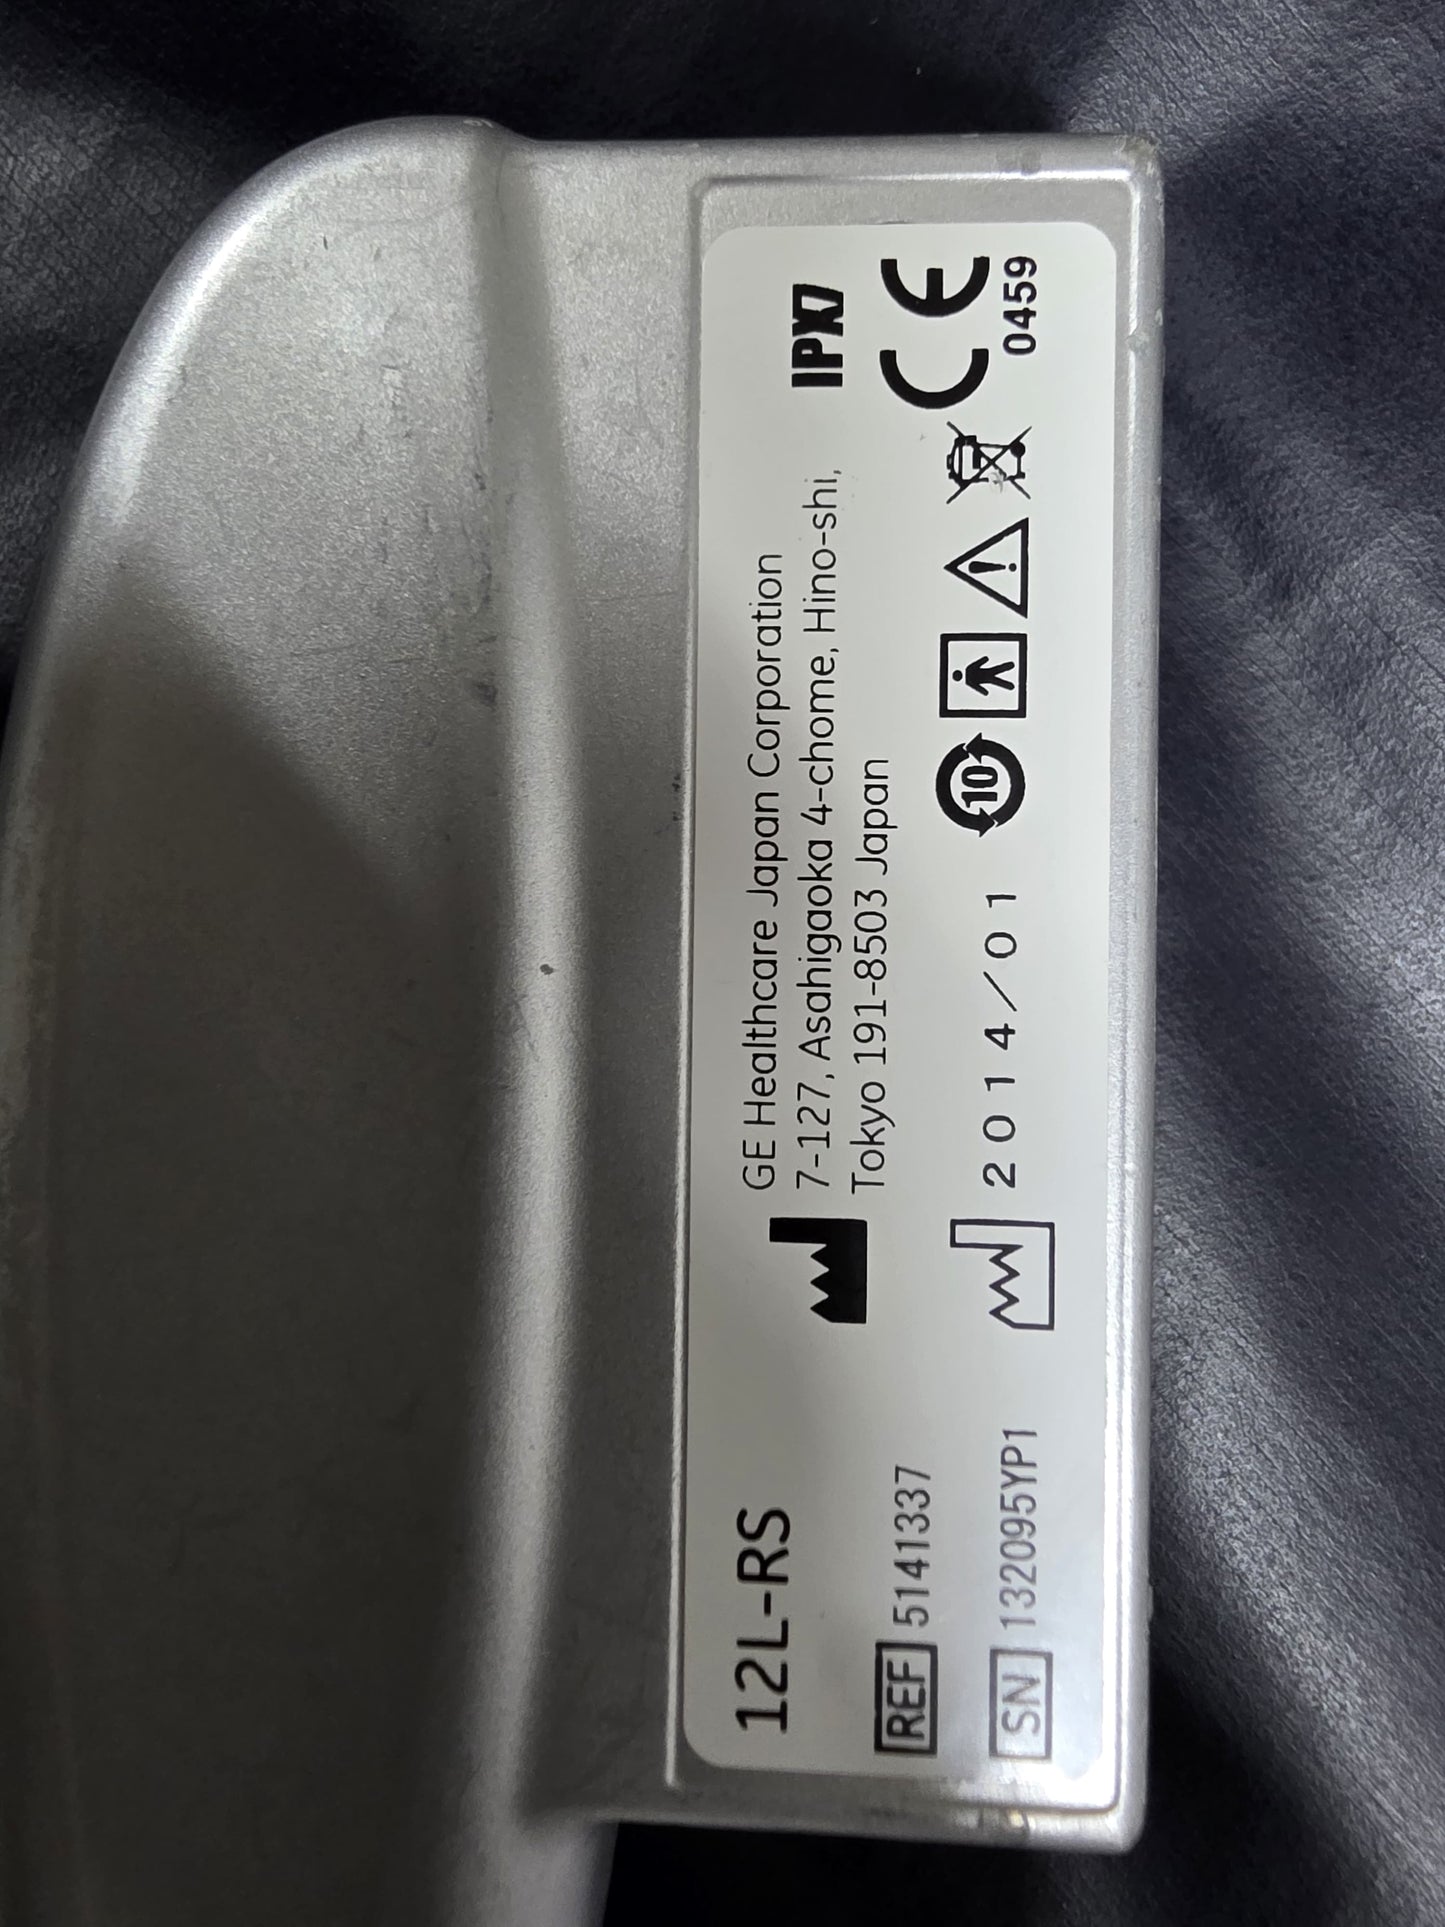 12L-RS
REF 5141337
SN 132095YP1
GE Healthcare Japan Corporation
7-127, Asahigaoka 4-chome, Hino-shi,
Tokyo 191-8503 Japan
2014/01
10
IPX7
CE
0459